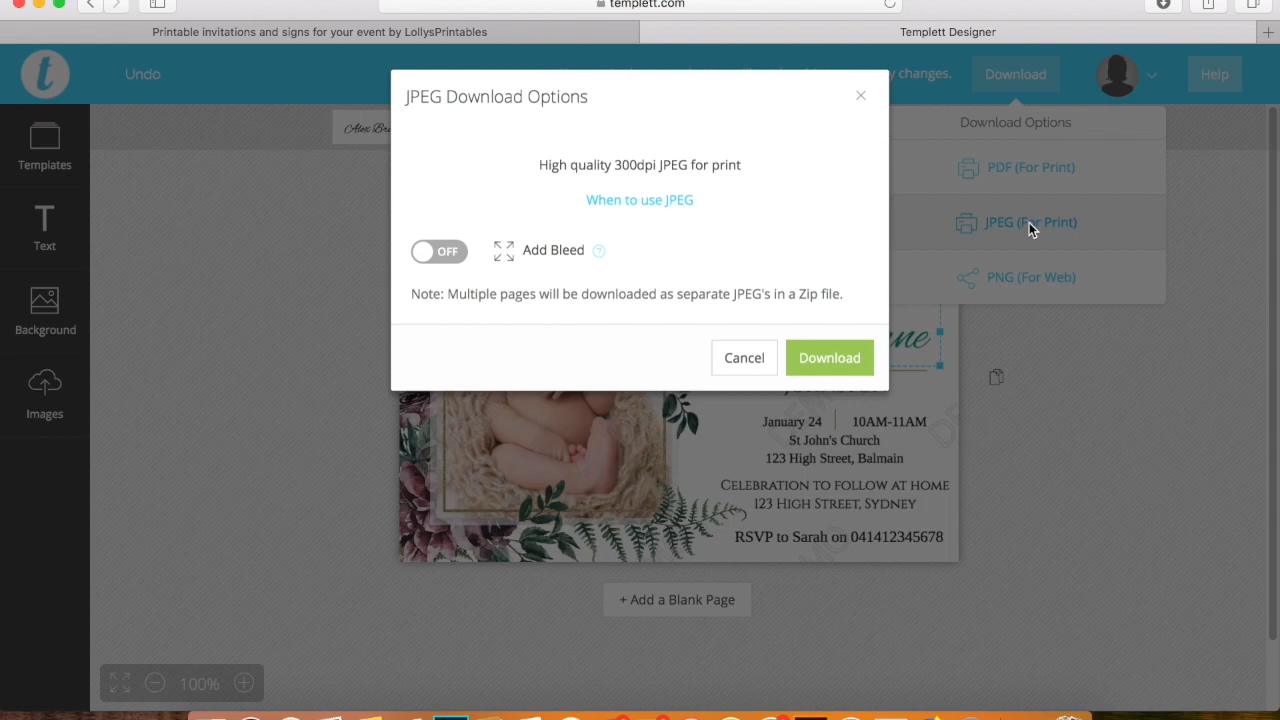 templett.com
Printable invitations and signs for your event by LollysPrintables
Templett Designer
t
Undo
y changes.
Download
Help
JPEG Download Options
High quality 300dpi JPEG for print
When to use JPEG
OFF
Add Bleed
?
Note: Multiple pages will be downloaded as separate JPEG's in a Zip file.
Cancel
Download
Download Options
PDF (For Print)
JPEG (For Print)
PNG (For Web)
Templates
Text
Background
Images
January 24 | 10AM-11AM
St John's Church
123 High Street, Balmain
Celebration to follow at home
123 High Street, Sydney
RSVP to Sarah on 041412345678
+ Add a Blank Page
100%